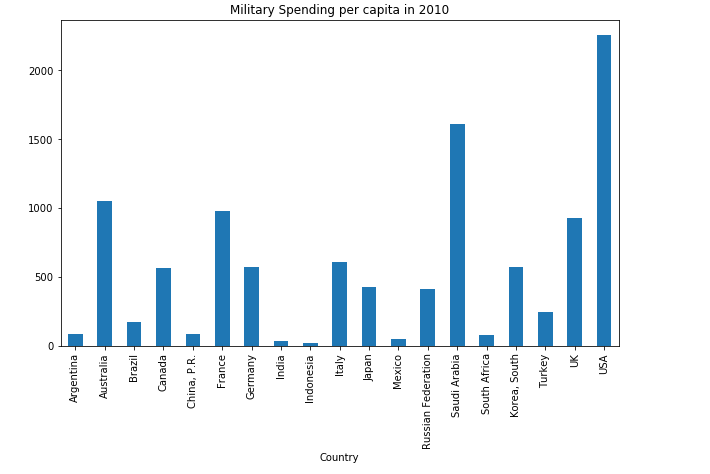 Military Spending per capita in 2010
2000
1500
1000
500
0
Argentina
Australia
Brazil
Canada
China, P.R.
France
Germany
India
Indonesia
Italy
Japan
Mexico
Russian Federation
Saudi Arabia
South Africa
Korea, South
Turkey
UK
USA
Country